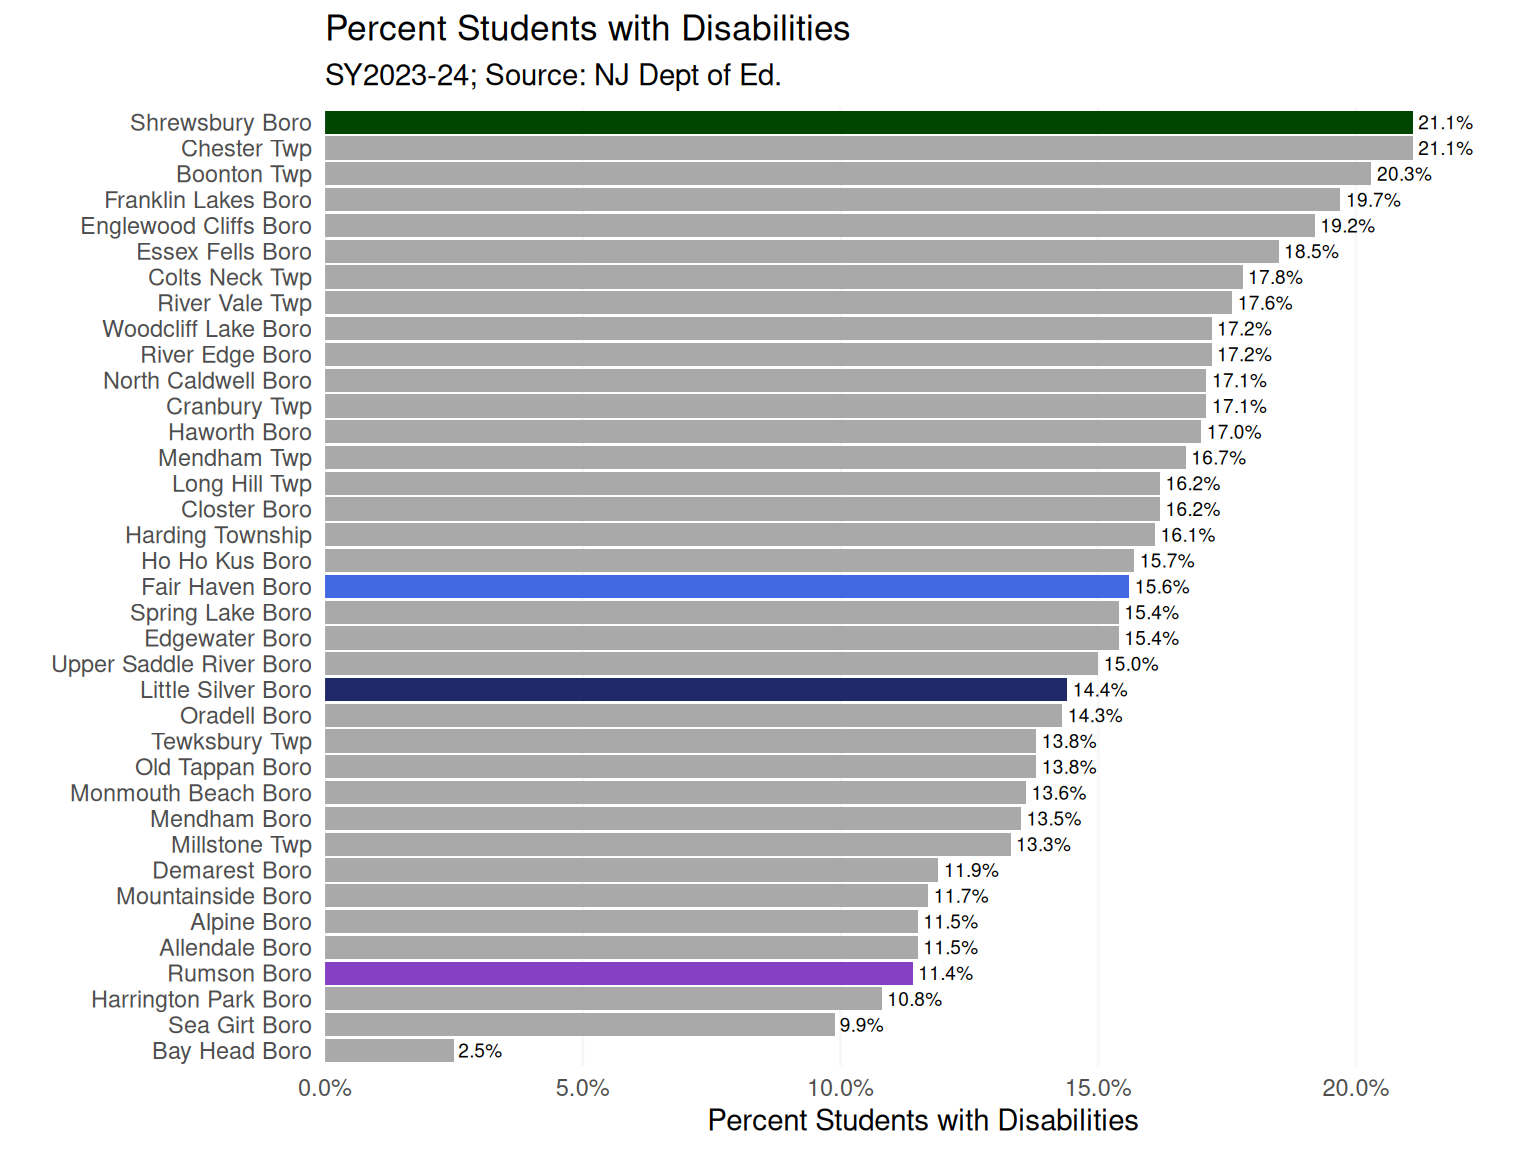 Percent Students with Disabilities
SY2023-24; Source: NJ Dept of Ed.
Shrewsbury Boro 21.1%
Chester Twp 21.1%
Boonton Twp 20.3%
Franklin Lakes Boro 19.7%
Englewood Cliffs Boro 19.2%
Essex Fells Boro 18.5%
Colts Neck Twp 17.8%
River Vale Twp 17.6%
Woodcliff Lake Boro 17.2%
River Edge Boro 17.2%
North Caldwell Boro 17.1%
Cranbury Twp 17.1%
Haworth Boro 17.0%
Mendham Twp 16.7%
Long Hill Twp 16.2%
Closter Boro 16.2%
Harding Township 16.1%
Ho Ho Kus Boro 15.7%
Fair Haven Boro 15.6%
Spring Lake Boro 15.4%
Edgewater Boro 15.4%
Upper Saddle River Boro 15.0%
Little Silver Boro 14.4%
Oradell Boro 14.3%
Tewksbury Twp 13.8%
Old Tappan Boro 13.8%
Monmouth Beach Boro 13.6%
Mendham Boro 13.5%
Millstone Twp 13.3%
Demarest Boro 11.9%
Mountainside Boro 11.7%
Alpine Boro 11.5%
Allendale Boro 11.5%
Rumson Boro 11.4%
Harrington Park Boro 10.8%
Sea Girt Boro 9.9%
Bay Head Boro 2.5%
0.0% 5.0% 10.0% 15.0% 20.0%
Percent Students with Disabilities